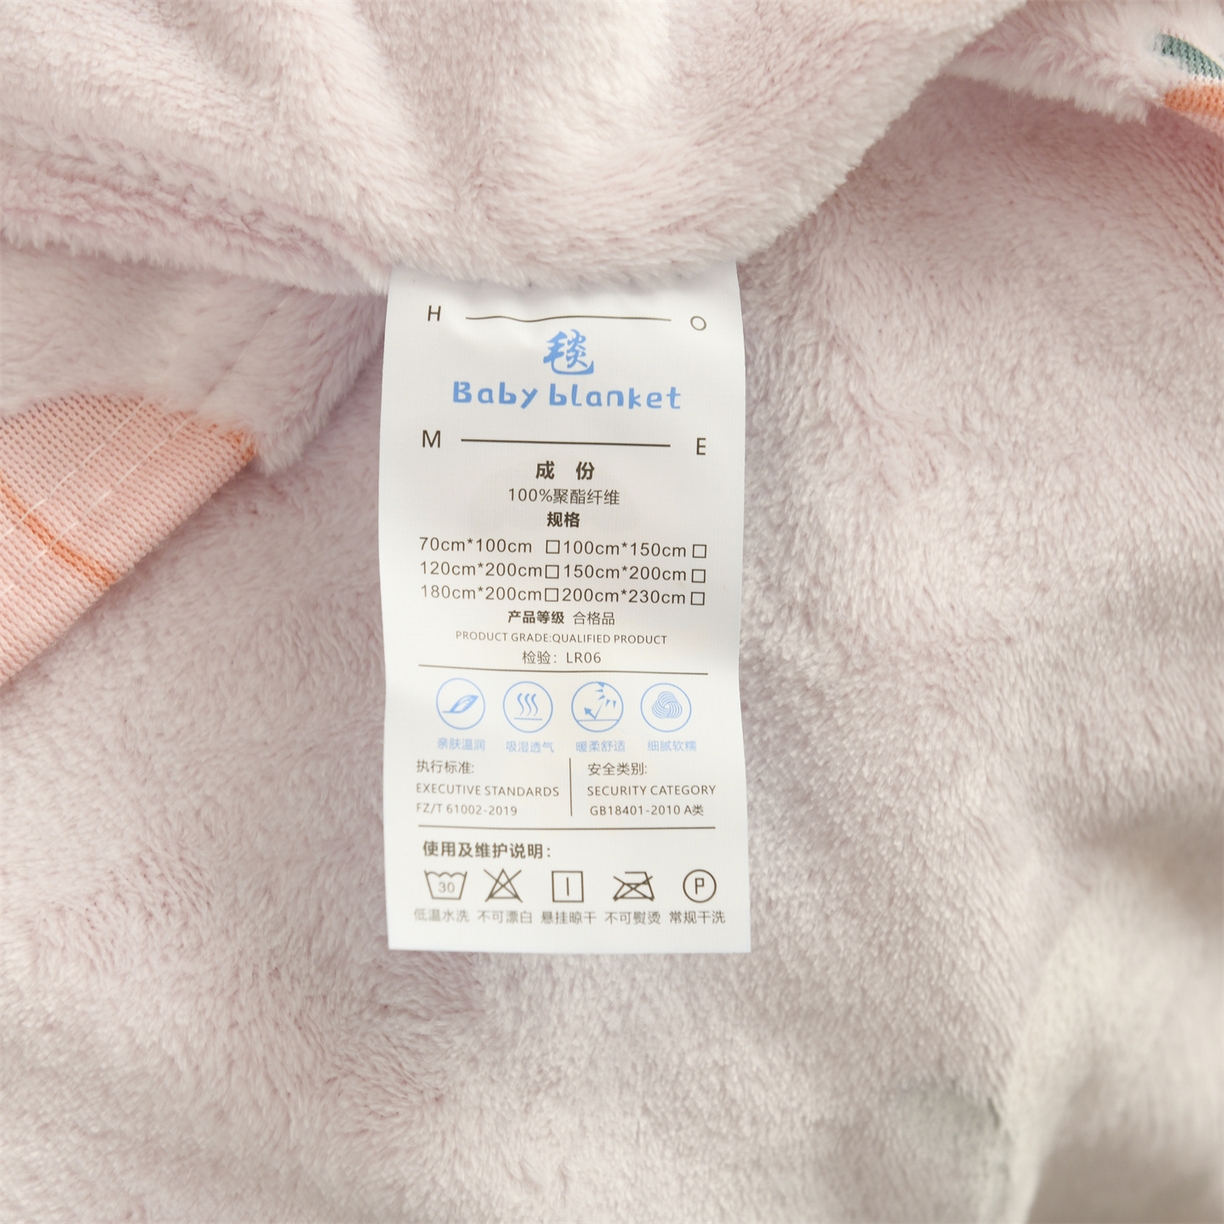 H O
毯
Baby blanket
M E
成 份
100%聚酯纤维
规格
70cm*100cm □100cm*150cm □
120cm*200cm□150cm*200cm □
180cm*200cm□200cm*230cm □
产品等级 合格品
PRODUCT GRADE:QUALIFIED PRODUCT
检验: LR06
亲肤温润 吸湿透气 暖柔舒适 细腻软糯
执行标准: 安全类别:
EXECUTIVE STANDARDS SECURITY CATEGORY
FZ/T 61002-2019 GB18401-2010 A类
使用及维护说明:
30 P
低温水洗 不可漂白 悬挂晾干 不可熨烫 常规干洗